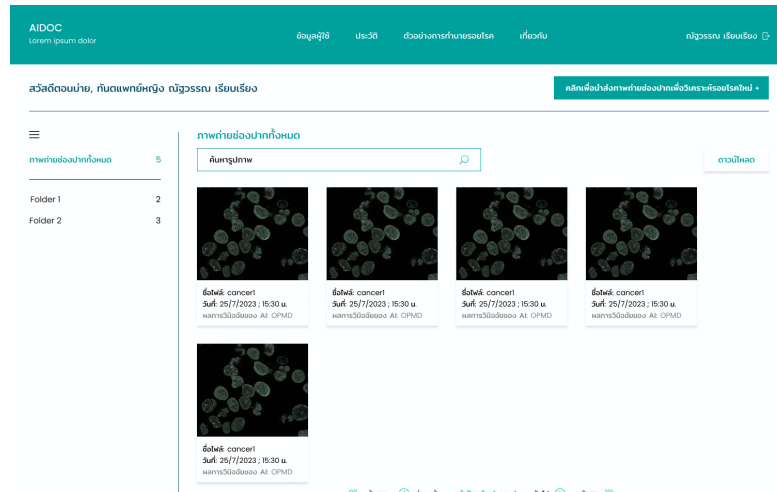 AIDOC
Lorem ipsum dolor
ข้อมูลผู้ใช้ ประวัติ ตัวอย่างการทำนายรอยโรค เกี่ยวกับ
ณัฐวรรณ เรียบเรียง
สวัสดีตอนบ่าย, ทันตแพทย์หญิง ณัฐวรรณ เรียบเรียง
คลิกเพื่อนำส่งภาพถ่ายช่องปากเพื่อวิเคราะห์รอยโรคใหม่ +
ภาพถ่ายช่องปากทั้งหมด 5
Folder 1 2
Folder 2 3
ภาพถ่ายช่องปากทั้งหมด
ค้นหารูปภาพ
ดาวน์โหลด
ชื่อไฟล์: cancer1
วันที่: 25/7/2023 ; 15:30 น.
ผลการวินิจฉัยของ AI: OPMD
ชื่อไฟล์: cancer1
วันที่: 25/7/2023 ; 15:30 น.
ผลการวินิจฉัยของ AI: OPMD
ชื่อไฟล์: cancer1
วันที่: 25/7/2023 ; 15:30 น.
ผลการวินิจฉัยของ AI: OPMD
ชื่อไฟล์: cancer1
วันที่: 25/7/2023 ; 15:30 น.
ผลการวินิจฉัยของ AI: OPMD
ชื่อไฟล์: cancer1
วันที่: 25/7/2023 ; 15:30 น.
ผลการวินิจฉัยของ AI: OPMD